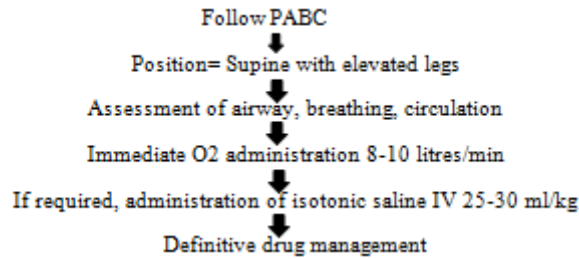 Follow PABC
Position= Supine with elevated legs
Assessment of airway, breathing, circulation
Immediate O2 administration 8-10 litres/min
If required, administration of isotonic saline IV 25-30 ml/kg
Definitive drug management